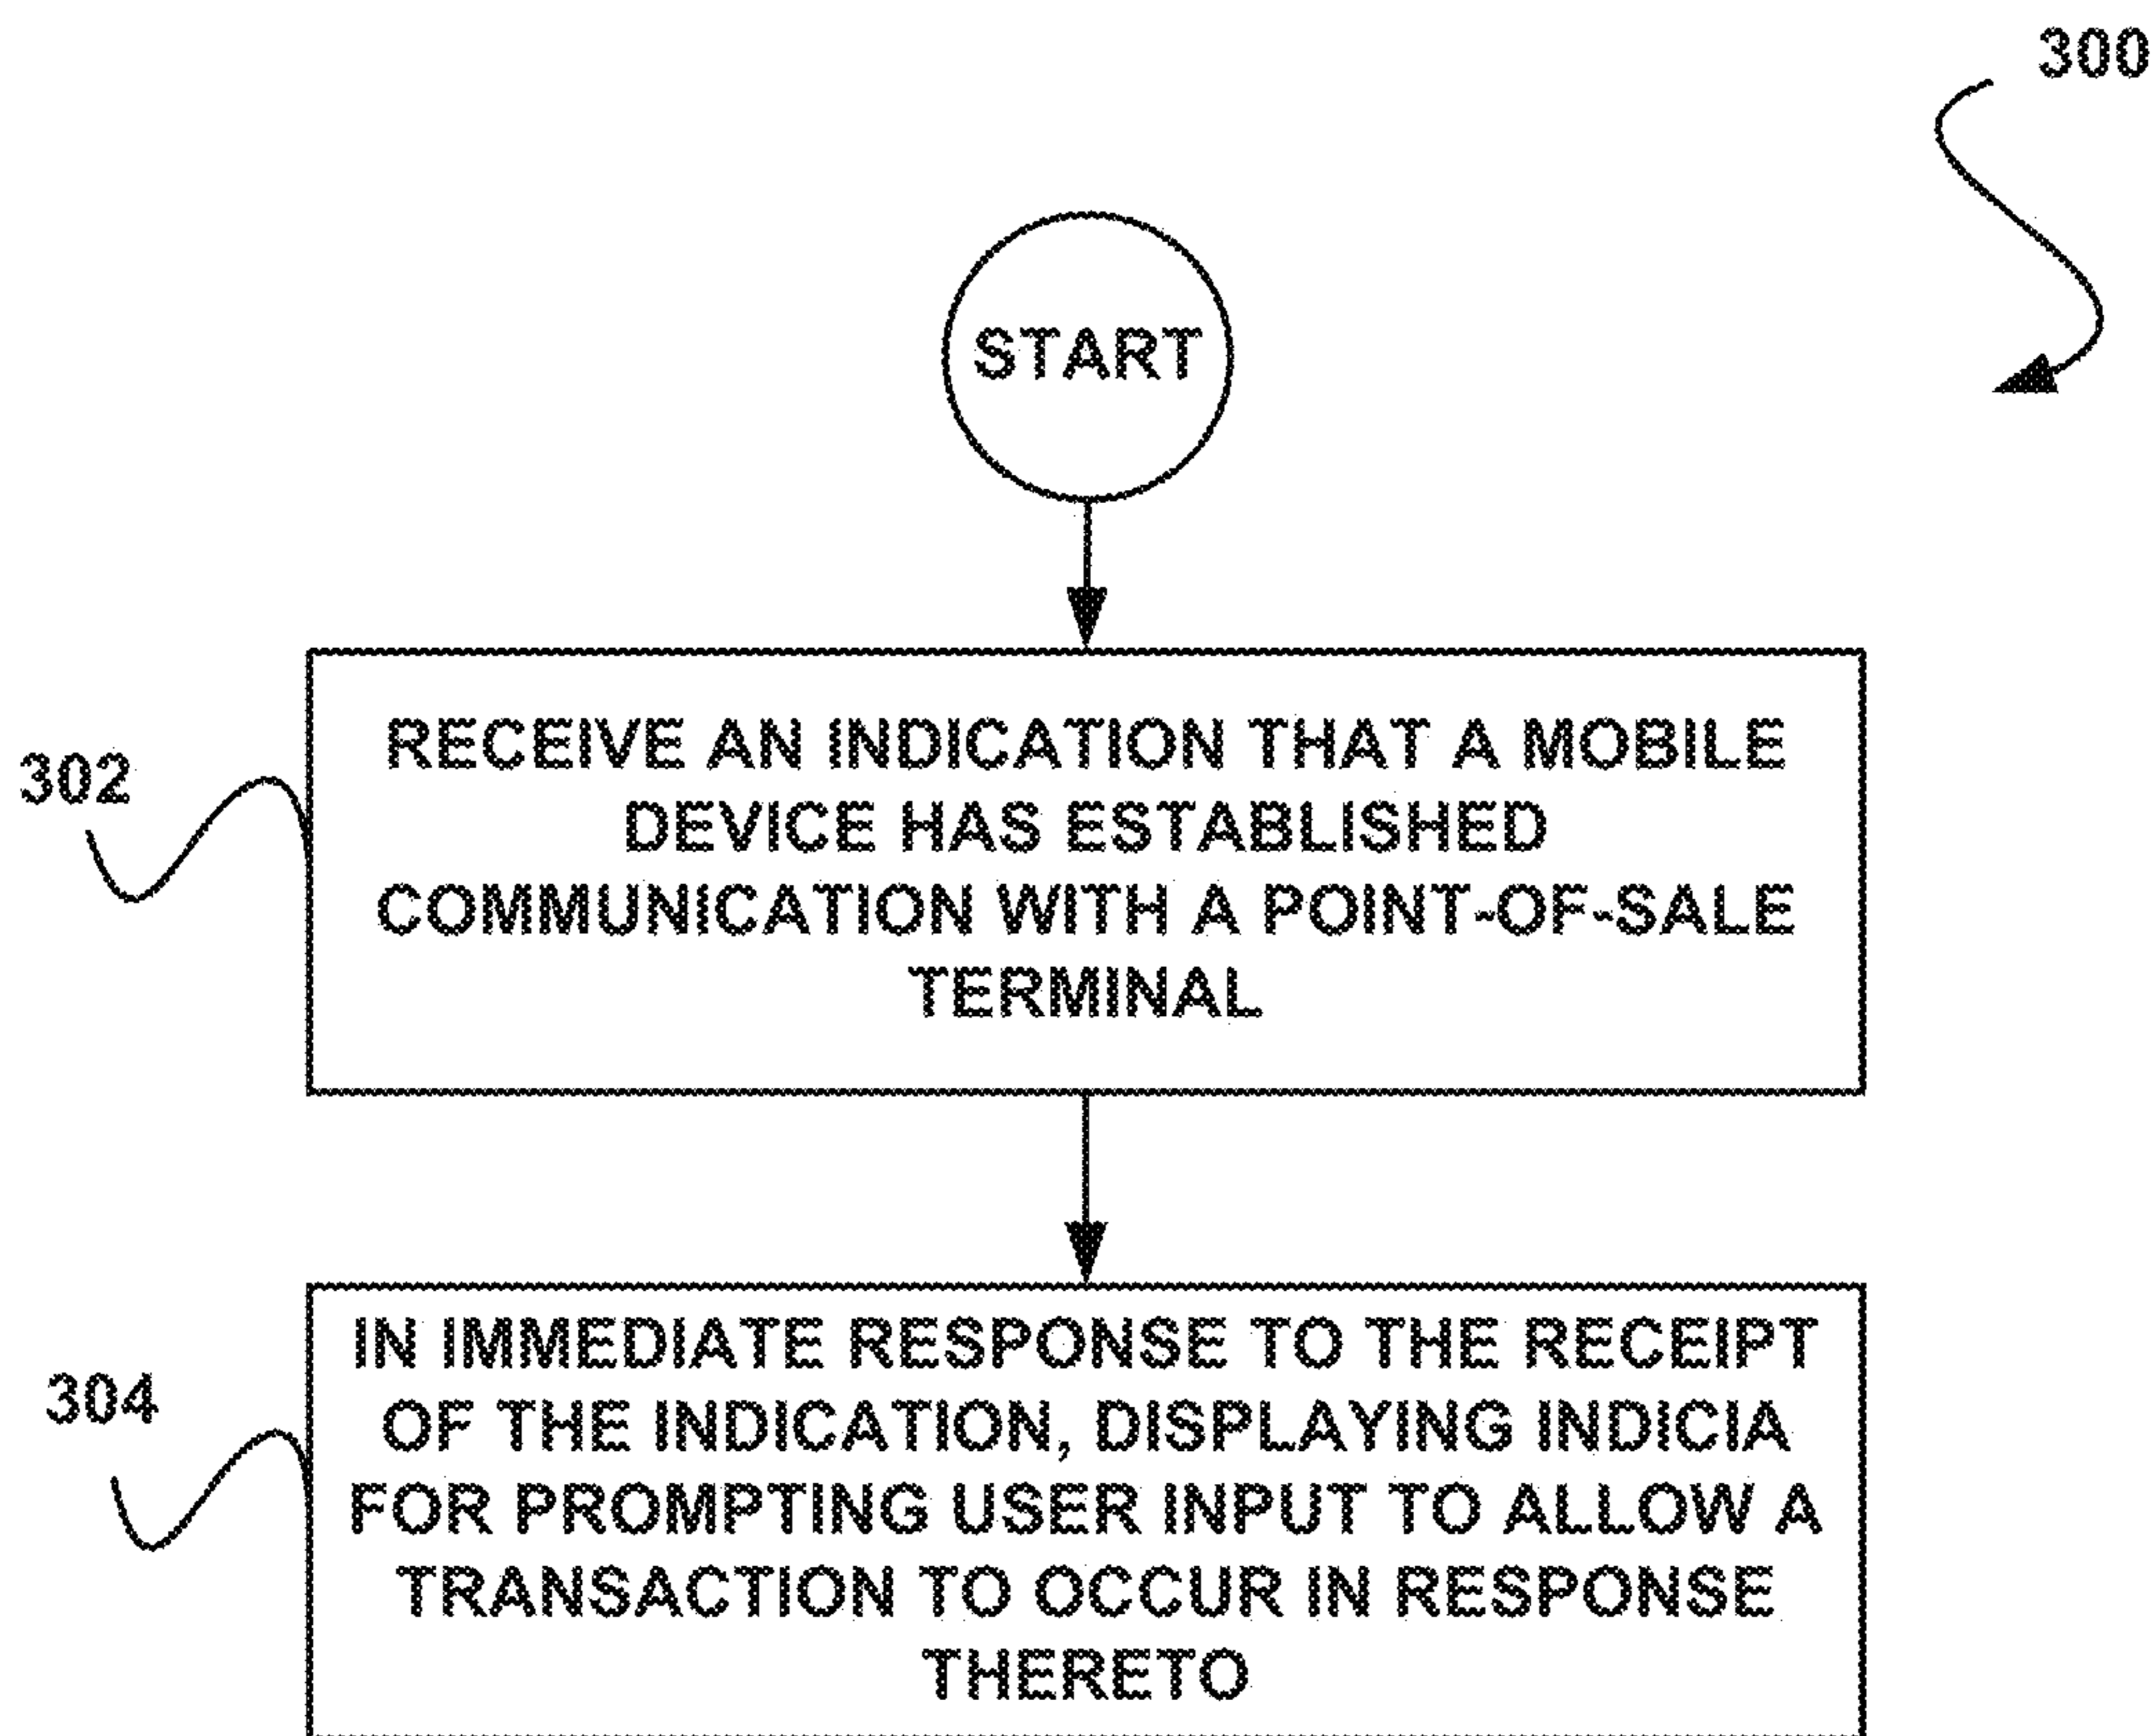 300
START
302
RECEIVE AN INDICATION THAT A MOBILE
DEVICE HAS ESTABLISHED
COMMUNICATION WITH A POINT-OF-SALE
TERMINAL
304
IN IMMEDIATE RESPONSE TO THE RECEIPT
OF THE INDICATION, DISPLAYING INDICIA
FOR PROMPTING USER INPUT TO ALLOW A
TRANSACTION TO OCCUR IN RESPONSE
THERETO